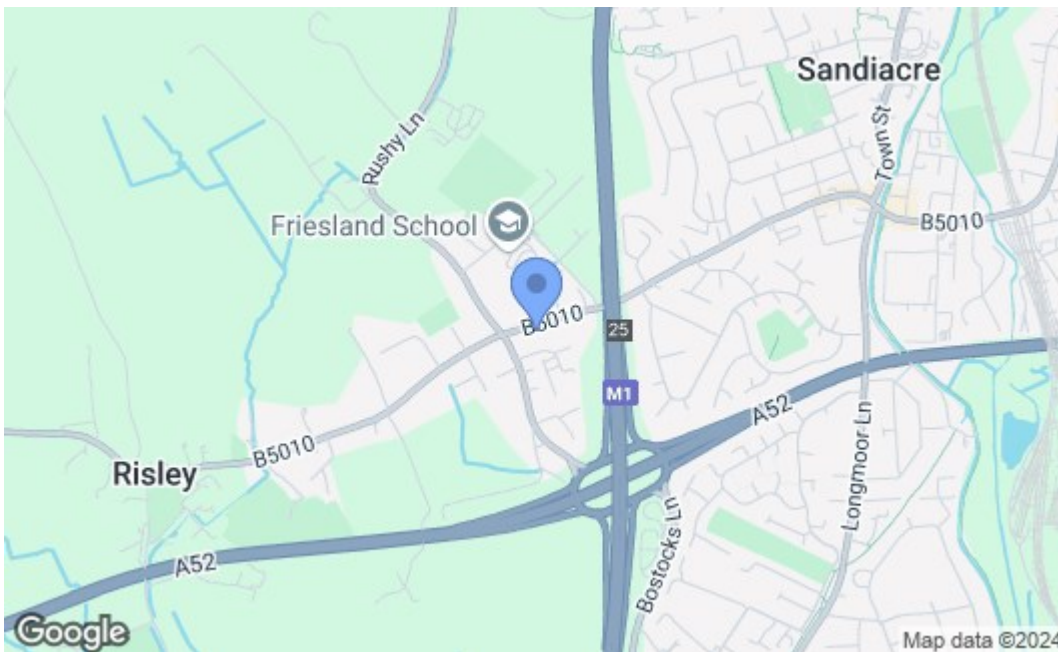 Sandiacre
Rushy Ln
Town St
Friesland School
B5010
B5010
25
M1
A52
Longmoor Ln
B5010
Risley
A52
Bostocks Ln
Google
Map data ©2024